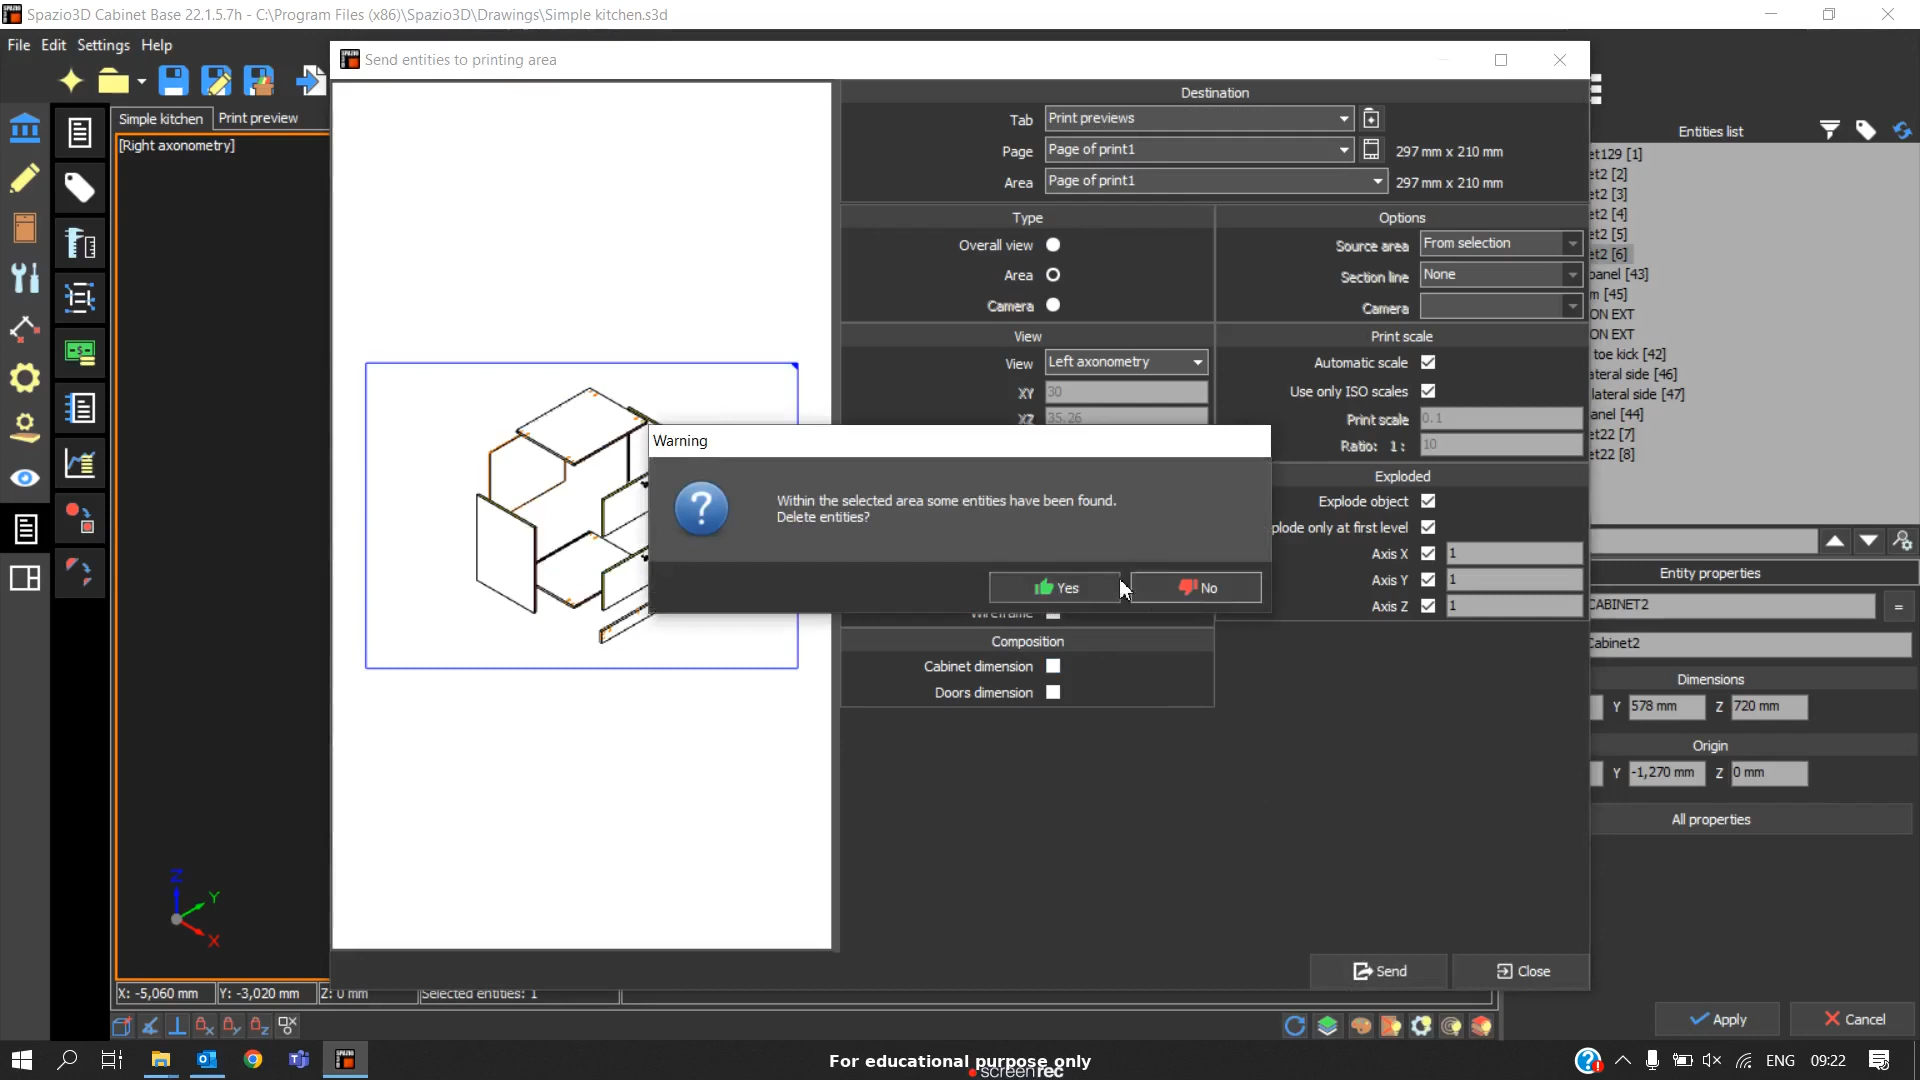 Spazio3D Cabinet Base 22.1.5.7h - C:\Program Files (x86)\Spazio3D\Drawings\Simple kitchen.s3d
File Edit Settings Help
Send entities to printing area
Simple kitchen
Print preview
[Right axonometry]
Destination
Tab
Print previews
Page
Page of print1
297 mm x 210 mm
Area
Page of print1
297 mm x 210 mm
Type
Overall view
Area
Camera
Options
Source area
From selection
Section line
None
Camera
View
View
Left axonometry
XY
30
XZ
35.26
Print scale
Automatic scale
Use only ISO scales
Print scale
0.1
Ratio: 1:
10
Warning
Within the selected area some entities have been found.
Delete entities?
Yes
No
Exploded
Explode object
plode only at first level
Axis X
1
Axis Y
1
Axis Z
1
Wireframe
Composition
Cabinet dimension
Doors dimension
Send
Close
Entities list
et129 [1]
et2 [2]
et2 [3]
et2 [4]
et2 [5]
et2 [6]
panel [43]
m [45]
ON EXT
ON EXT
toe kick [42]
ateral side [46]
lateral side [47]
anel [44]
et22 [7]
et22 [8]
Entity properties
CABINET2
=
Cabinet2
Dimensions
Y
578 mm
Z
720 mm
Origin
Y
-1,270 mm
Z
0 mm
All properties
Apply
Cancel
Z
Y
X
X: -5,060 mm
Y: -3,020 mm
Z: 0 mm
Selected entities: 1
For educational purpose only
screenrec
ENG
09:22